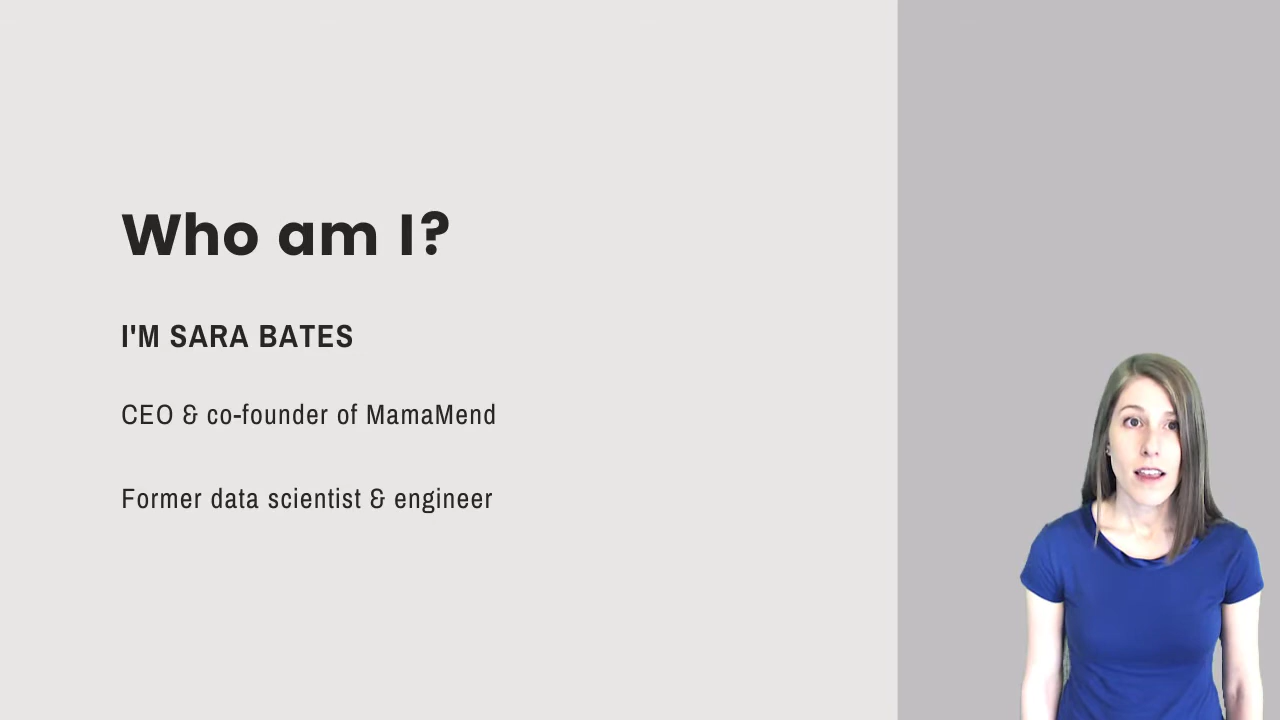 Who am I?
I'M SARA BATES
CEO & co-founder of MamaMend
Former data scientist & engineer